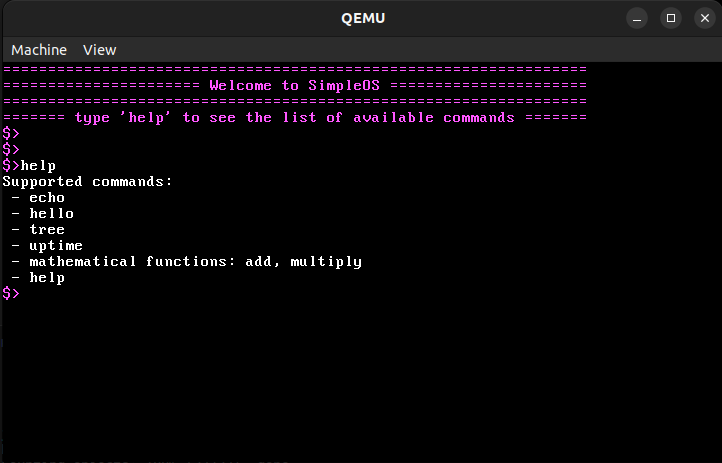 QEMU
Machine View
=================================================================
====================== Welcome to SimpleOS ======================
=================================================================
======= type 'help' to see the list of available commands =======
$>
$>
$>help
Supported commands:
 - echo
 - hello
 - tree
 - uptime
 - mathematical functions: add, multiply
 - help
$>